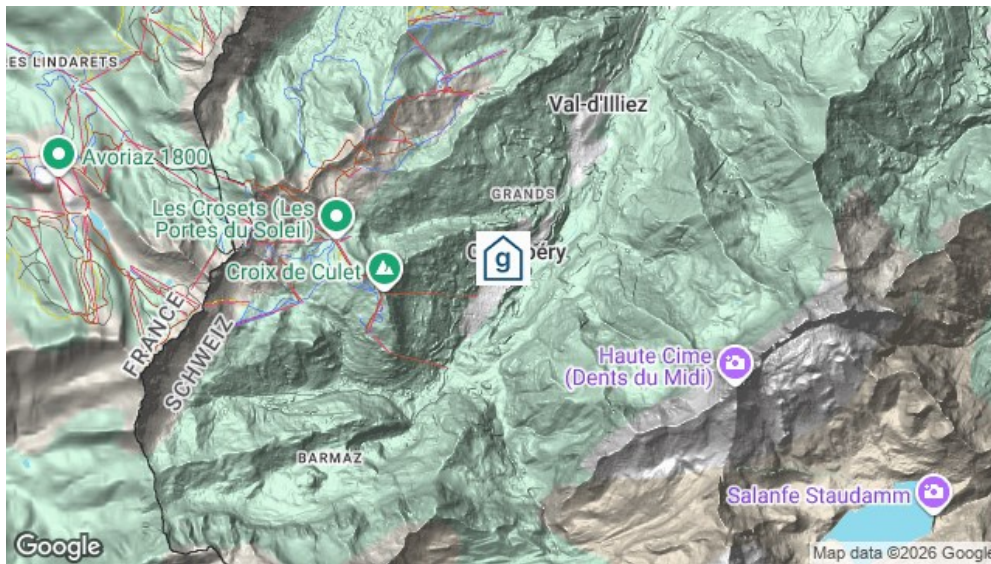 ES LINDARETS
Val-d'Illiez
Avoriaz 1800
GRANDS
Les Crosets (Les
Portes du Soleil)
g
Croix de Culet
FRANCE
SCHWEIZ
Haute Cime
(Dents du Midi)
BARMAZ
Salanfe Staudamm
Google
Map data ©2026 Google